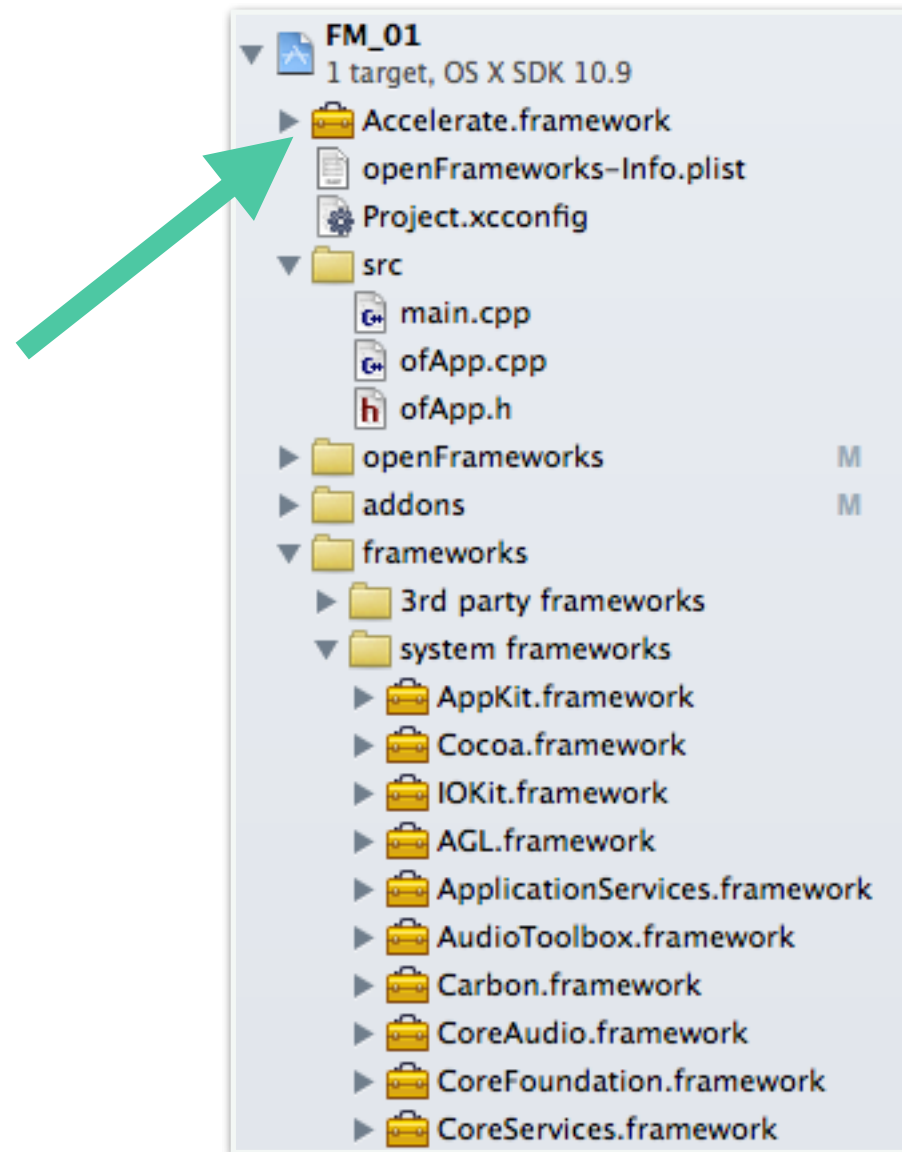 FM_01
1 target, OS X SDK 10.9
Accelerate.framework
openFrameworks-Info.plist
Project.xcconfig
src
C++ main.cpp
C++ ofApp.cpp
h ofApp.h
openFrameworks M
addons M
frameworks
3rd party frameworks
system frameworks
AppKit.framework
Cocoa.framework
IOKit.framework
AGL.framework
ApplicationServices.framework
AudioToolbox.framework
Carbon.framework
CoreAudio.framework
CoreFoundation.framework
CoreServices.framework